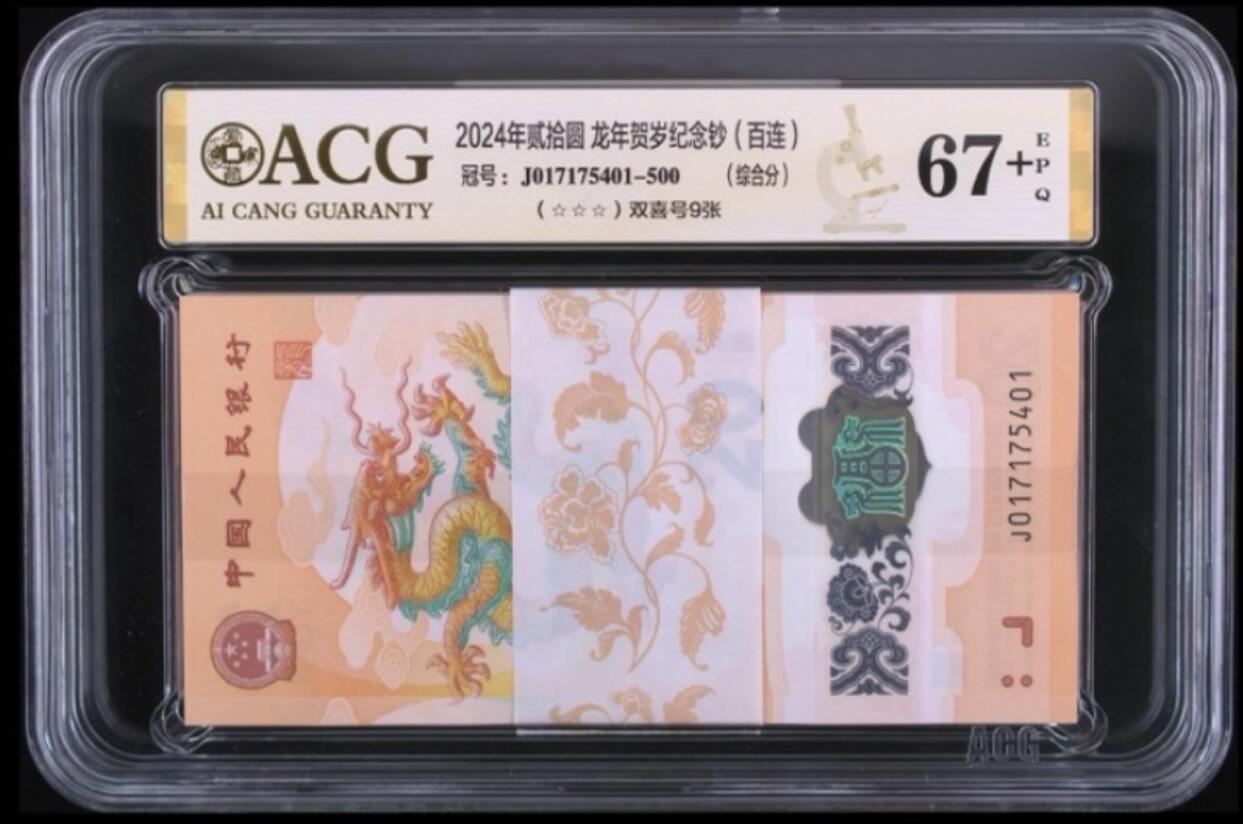 ACG
AI CANG GUARANTY
2024年贰拾圆 龙年贺岁纪念钞（百连）
冠号：J017175401-500 （综合分）
（☆☆☆）双喜号9张
67+
EPQ
中国人民银行
J017175401
ACG